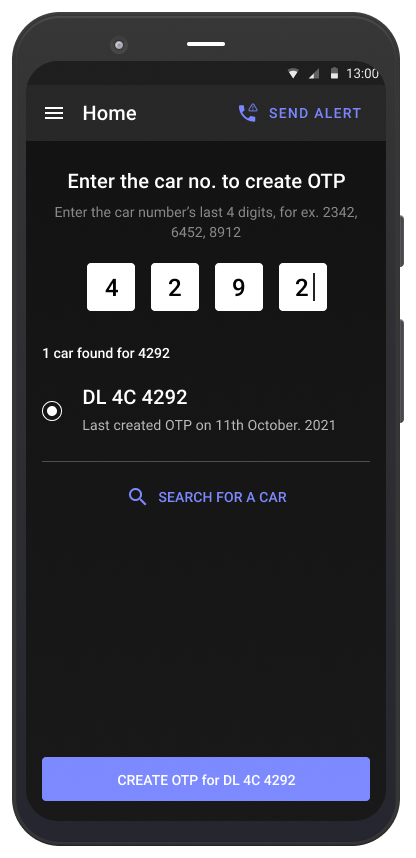 13:00
Home
SEND ALERT
Enter the car no. to create OTP
Enter the car number’s last 4 digits, for ex. 2342,
6452, 8912
4 2 9 2
1 car found for 4292
DL 4C 4292
Last created OTP on 11th October. 2021
SEARCH FOR A CAR
CREATE OTP for DL 4C 4292